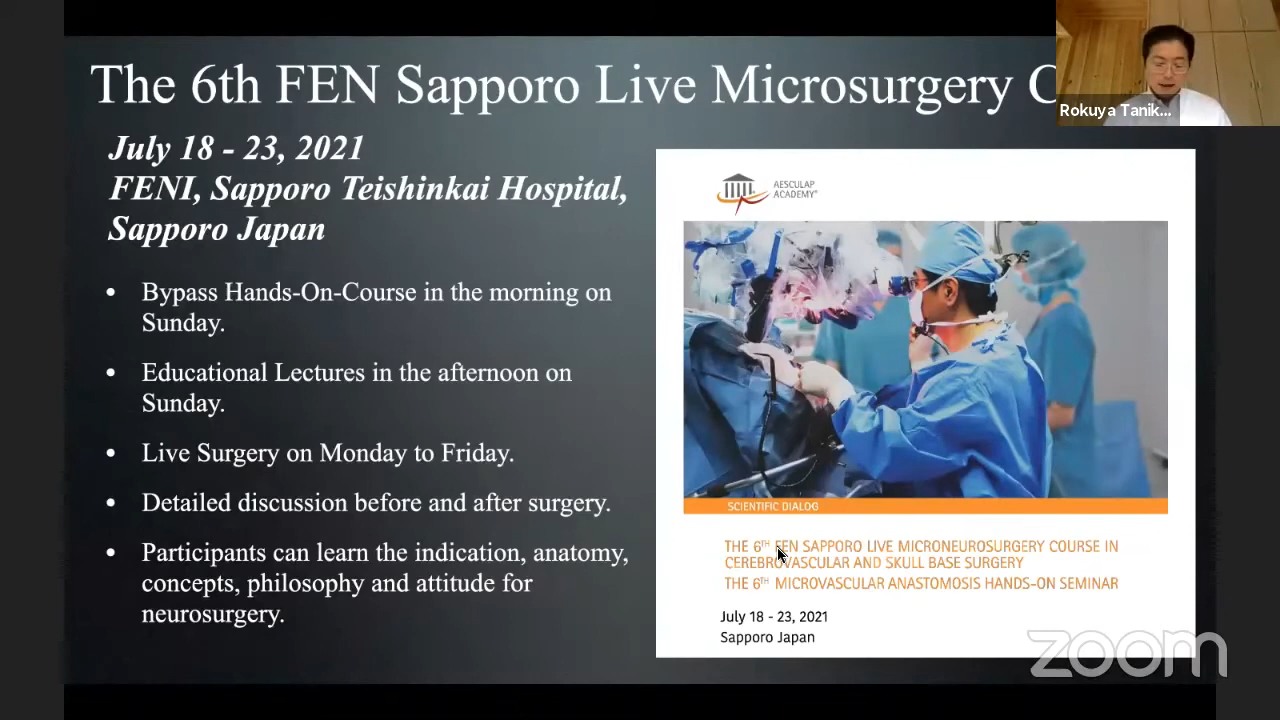 The 6th FEN Sapporo Live Microsurgery C
Rokuya Tanik...
July 18 - 23, 2021
FENI, Sapporo Teishinkai Hospital,
Sapporo Japan
• Bypass Hands-On-Course in the morning on
Sunday.
• Educational Lectures in the afternoon on
Sunday.
• Live Surgery on Monday to Friday.
• Detailed discussion before and after surgery.
• Participants can learn the indication, anatomy,
concepts, philosophy and attitude for
neurosurgery.
AESCULAP
ACADEMY®
SCIENTIFIC DIALOG
THE 6TH FEN SAPPORO LIVE MICRONEUROSURGERY COURSE IN
CEREBROVASCULAR AND SKULL BASE SURGERY
THE 6TH MICROVASCULAR ANASTOMOSIS HANDS-ON SEMINAR
July 18 - 23, 2021
Sapporo Japan
zoom